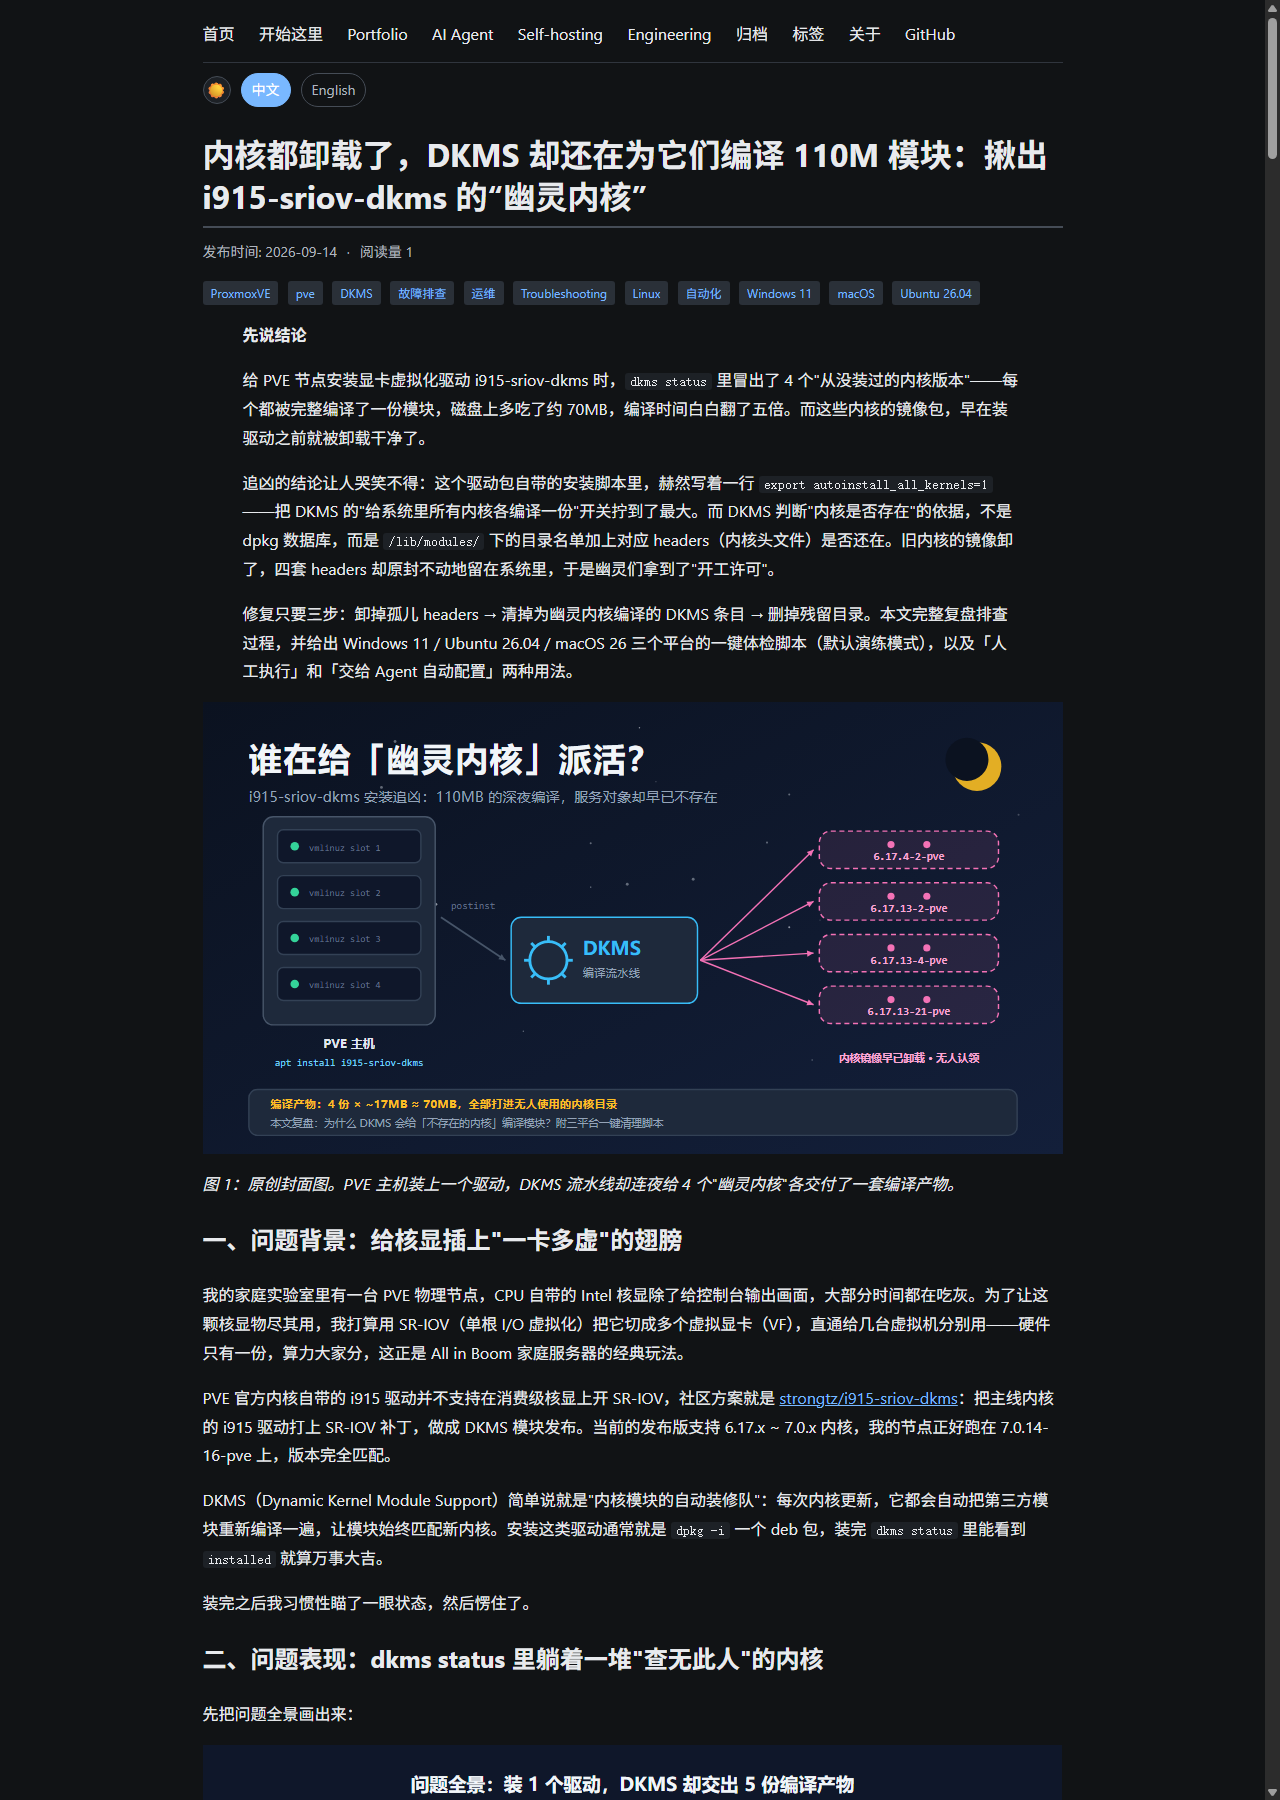 首页 开始这里 Portfolio AI Agent Self-hosting Engineering 归档 标签 关于 GitHub
中文 English
内核都卸载了，DKMS 却还在为它们编译 110M 模块：揪出
i915-sriov-dkms 的“幽灵内核”
发布时间: 2026-09-14 · 阅读量 1
ProxmoxVE pve DKMS 故障排查 运维 Troubleshooting Linux 自动化 Windows 11 macOS Ubuntu 26.04
先说结论
给 PVE 节点安装显卡虚拟化驱动 i915-sriov-dkms 时，dkms status 里冒出了 4 个"从没装过的内核版本"——每
个都被完整编译了一份模块，磁盘上多吃了约 70MB，编译时间白白翻了五倍。而这些内核的镜像包，早在装
驱动之前就被卸载干净了。
追凶的结论让人哭笑不得：这个驱动包自带的安装脚本里，赫然写着一行 export autoinstall_all_kernels=1
——把 DKMS 的"给系统里所有内核各编译一份"开关拧到了最大。而 DKMS 判断"内核是否存在"的依据，不是
dpkg 数据库，而是 /lib/modules/ 下的目录名单加上对应 headers（内核头文件）是否还在。旧内核的镜像卸
了，四套 headers 却原封不动地留在系统里，于是幽灵们拿到了"开工许可"。
修复只要三步：卸掉孤儿 headers → 清掉为幽灵内核编译的 DKMS 条目 → 删掉残留目录。本文完整复盘排查
过程，并给出 Windows 11 / Ubuntu 26.04 / macOS 26 三个平台的一键体检脚本（默认演练模式），以及「人
工执行」和「交给 Agent 自动配置」两种用法。
谁在给「幽灵内核」派活？
i915-sriov-dkms 安装追凶：110MB 的深夜编译，服务对象却早已不存在
vmlinuz slot 1
vmlinuz slot 2
vmlinuz slot 3
vmlinuz slot 4
PVE 主机
apt install i915-sriov-dkms
postinst
DKMS
编译流水线
6.17.4-2-pve
6.17.13-2-pve
6.17.13-4-pve
6.17.13-21-pve
内核镜像早已卸载 · 无人认领
编译产物：4 份 × ~17MB ≈ 70MB，全部打进无人使用的内核目录
本文复盘：为什么 DKMS 会给「不存在的内核」编译模块？附三平台一键清理脚本
图 1：原创封面图。PVE 主机装上一个驱动，DKMS 流水线却连夜给 4 个"幽灵内核"各交付了一套编译产物。
一、问题背景：给核显插上"一卡多虚"的翅膀
我的家庭实验室里有一台 PVE 物理节点，CPU 自带的 Intel 核显除了给控制台输出画面，大部分时间都在吃灰。为了让这
颗核显物尽其用，我打算用 SR-IOV（单根 I/O 虚拟化）把它切成多个虚拟显卡（VF），直通给几台虚拟机分别用——硬件
只有一份，算力大家分，这正是 All in Boom 家庭服务器的经典玩法。
PVE 官方内核自带的 i915 驱动并不支持在消费级核显上开 SR-IOV，社区方案就是 strongtz/i915-sriov-dkms：把主线内核
的 i915 驱动打上 SR-IOV 补丁，做成 DKMS 模块发布。当前的发布版支持 6.17.x ~ 7.0.x 内核，我的节点正好跑在 7.0.14-
16-pve 上，版本完全匹配。
DKMS（Dynamic Kernel Module Support）简单说就是"内核模块的自动装修队"：每次内核更新，它都会自动把第三方模
块重新编译一遍，让模块始终匹配新内核。安装这类驱动通常就是 dpkg -i 一个 deb 包，装完 dkms status 里能看到
installed 就算万事大吉。
装完之后我习惯性瞄了一眼状态，然后愣住了。
二、问题表现：dkms status 里躺着一堆"查无此人"的内核
先把问题全景画出来：
问题全景：装 1 个驱动，DKMS 却交出 5 份编译产物